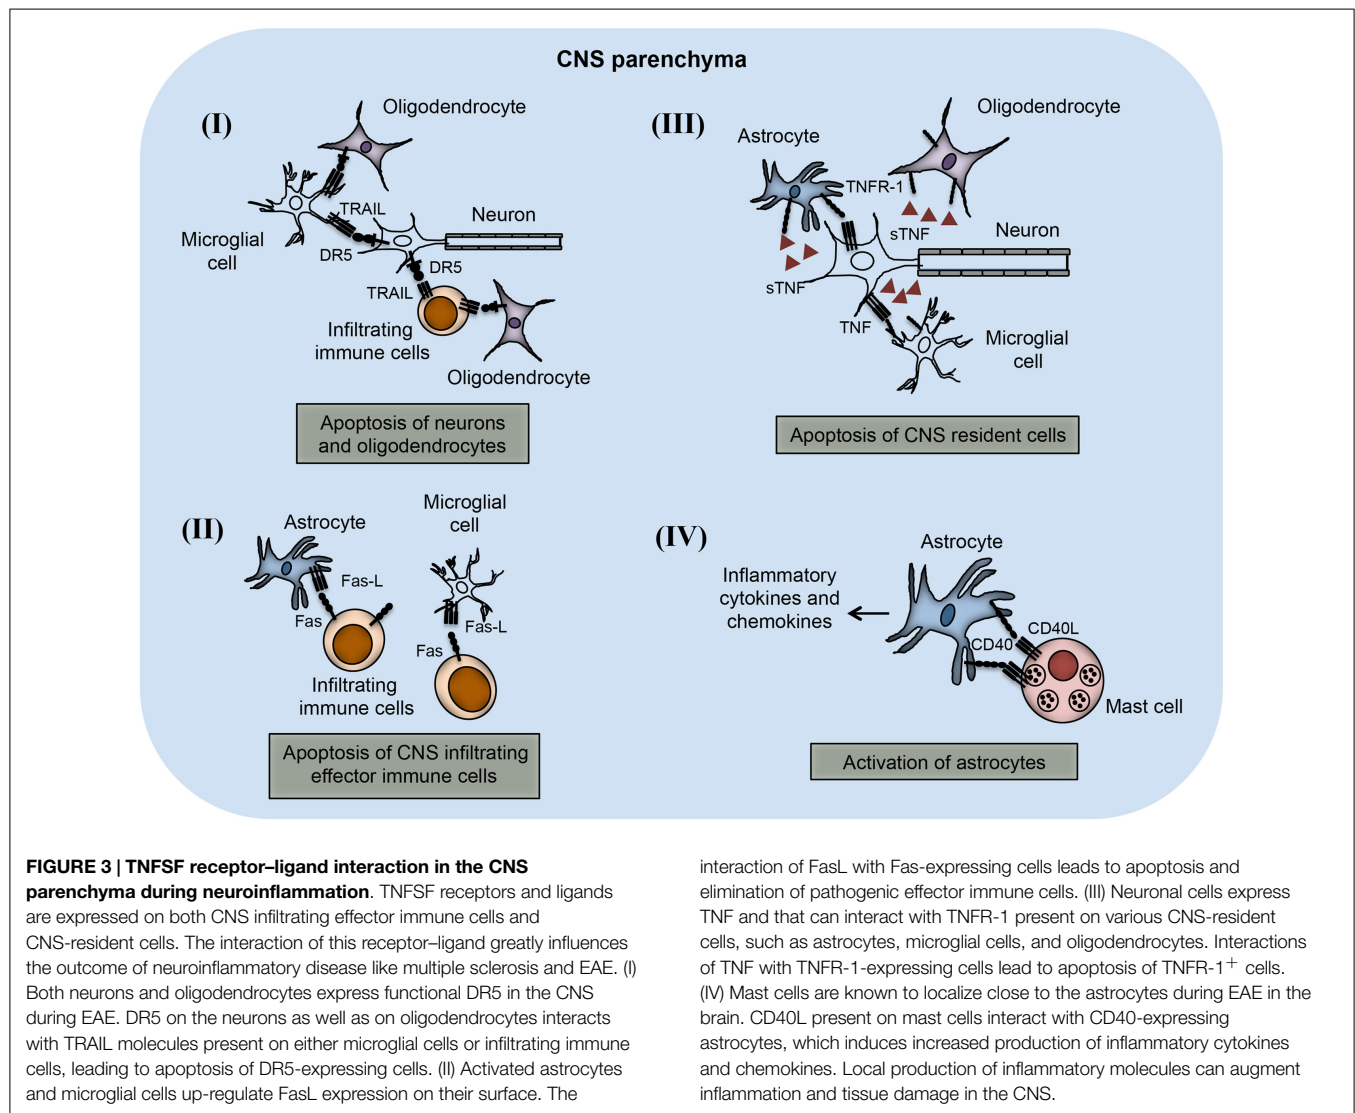 CNS parenchyma
(I)
Oligodendrocyte
TRAIL
Microglial
cell
DR5
Neuron
DR5
TRAIL
Infiltrating
immune cells
Oligodendrocyte
Apoptosis of neurons
and oligodendrocytes
(III)
Astrocyte
Oligodendrocyte
TNFR-1
sTNF
Neuron
sTNF
TNF
Microglial
cell
Apoptosis of CNS resident cells
(II)
Astrocyte
Microglial
cell
Fas-L
Fas
Fas-L
Fas
Infiltrating
immune cells
Apoptosis of CNS infiltrating
effector immune cells
(IV)
Astrocyte
Inflammatory
cytokines and
chemokines
CD40L
CD40
Mast cell
Activation of astrocytes
FIGURE 3 | TNFSF receptor–ligand interaction in the CNS
parenchyma during neuroinflammation. TNFSF receptors and ligands
are expressed on both CNS infiltrating effector immune cells and
CNS-resident cells. The interaction of this receptor–ligand greatly influences
the outcome of neuroinflammatory disease like multiple sclerosis and EAE. (I)
Both neurons and oligodendrocytes express functional DR5 in the CNS
during EAE. DR5 on the neurons as well as on oligodendrocytes interacts
with TRAIL molecules present on either microglial cells or infiltrating immune
cells, leading to apoptosis of DR5-expressing cells. (II) Activated astrocytes
and microglial cells up-regulate FasL expression on their surface. The
interaction of FasL with Fas-expressing cells leads to apoptosis and
elimination of pathogenic effector immune cells. (III) Neuronal cells express
TNF and that can interact with TNFR-1 present on various CNS-resident
cells, such as astrocytes, microglial cells, and oligodendrocytes. Interactions
of TNF with TNFR-1-expressing cells lead to apoptosis of TNFR-1+ cells.
(IV) Mast cells are known to localize close to the astrocytes during EAE in the
brain. CD40L present on mast cells interact with CD40-expressing
astrocytes, which induces increased production of inflammatory cytokines
and chemokines. Local production of inflammatory molecules can augment
inflammation and tissue damage in the CNS.